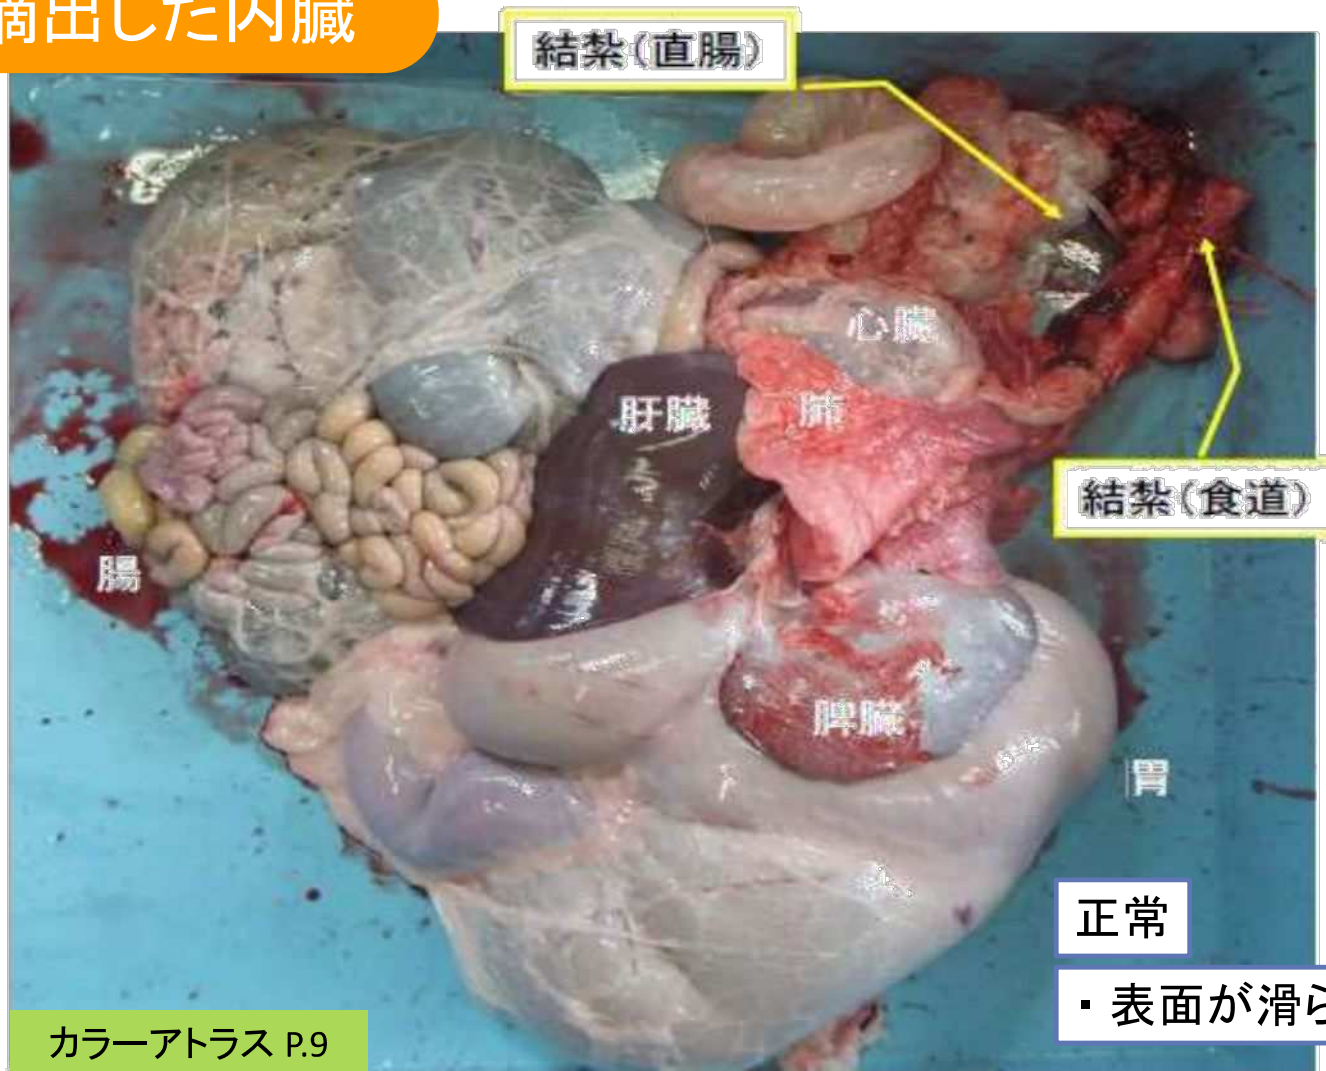 摘出した内臓
結紮(直腸)
心臓
肝臓
肺
結紮(食道)
腸
脾臓
胃
正常
・表面が滑ら
カラーアトラス P.9